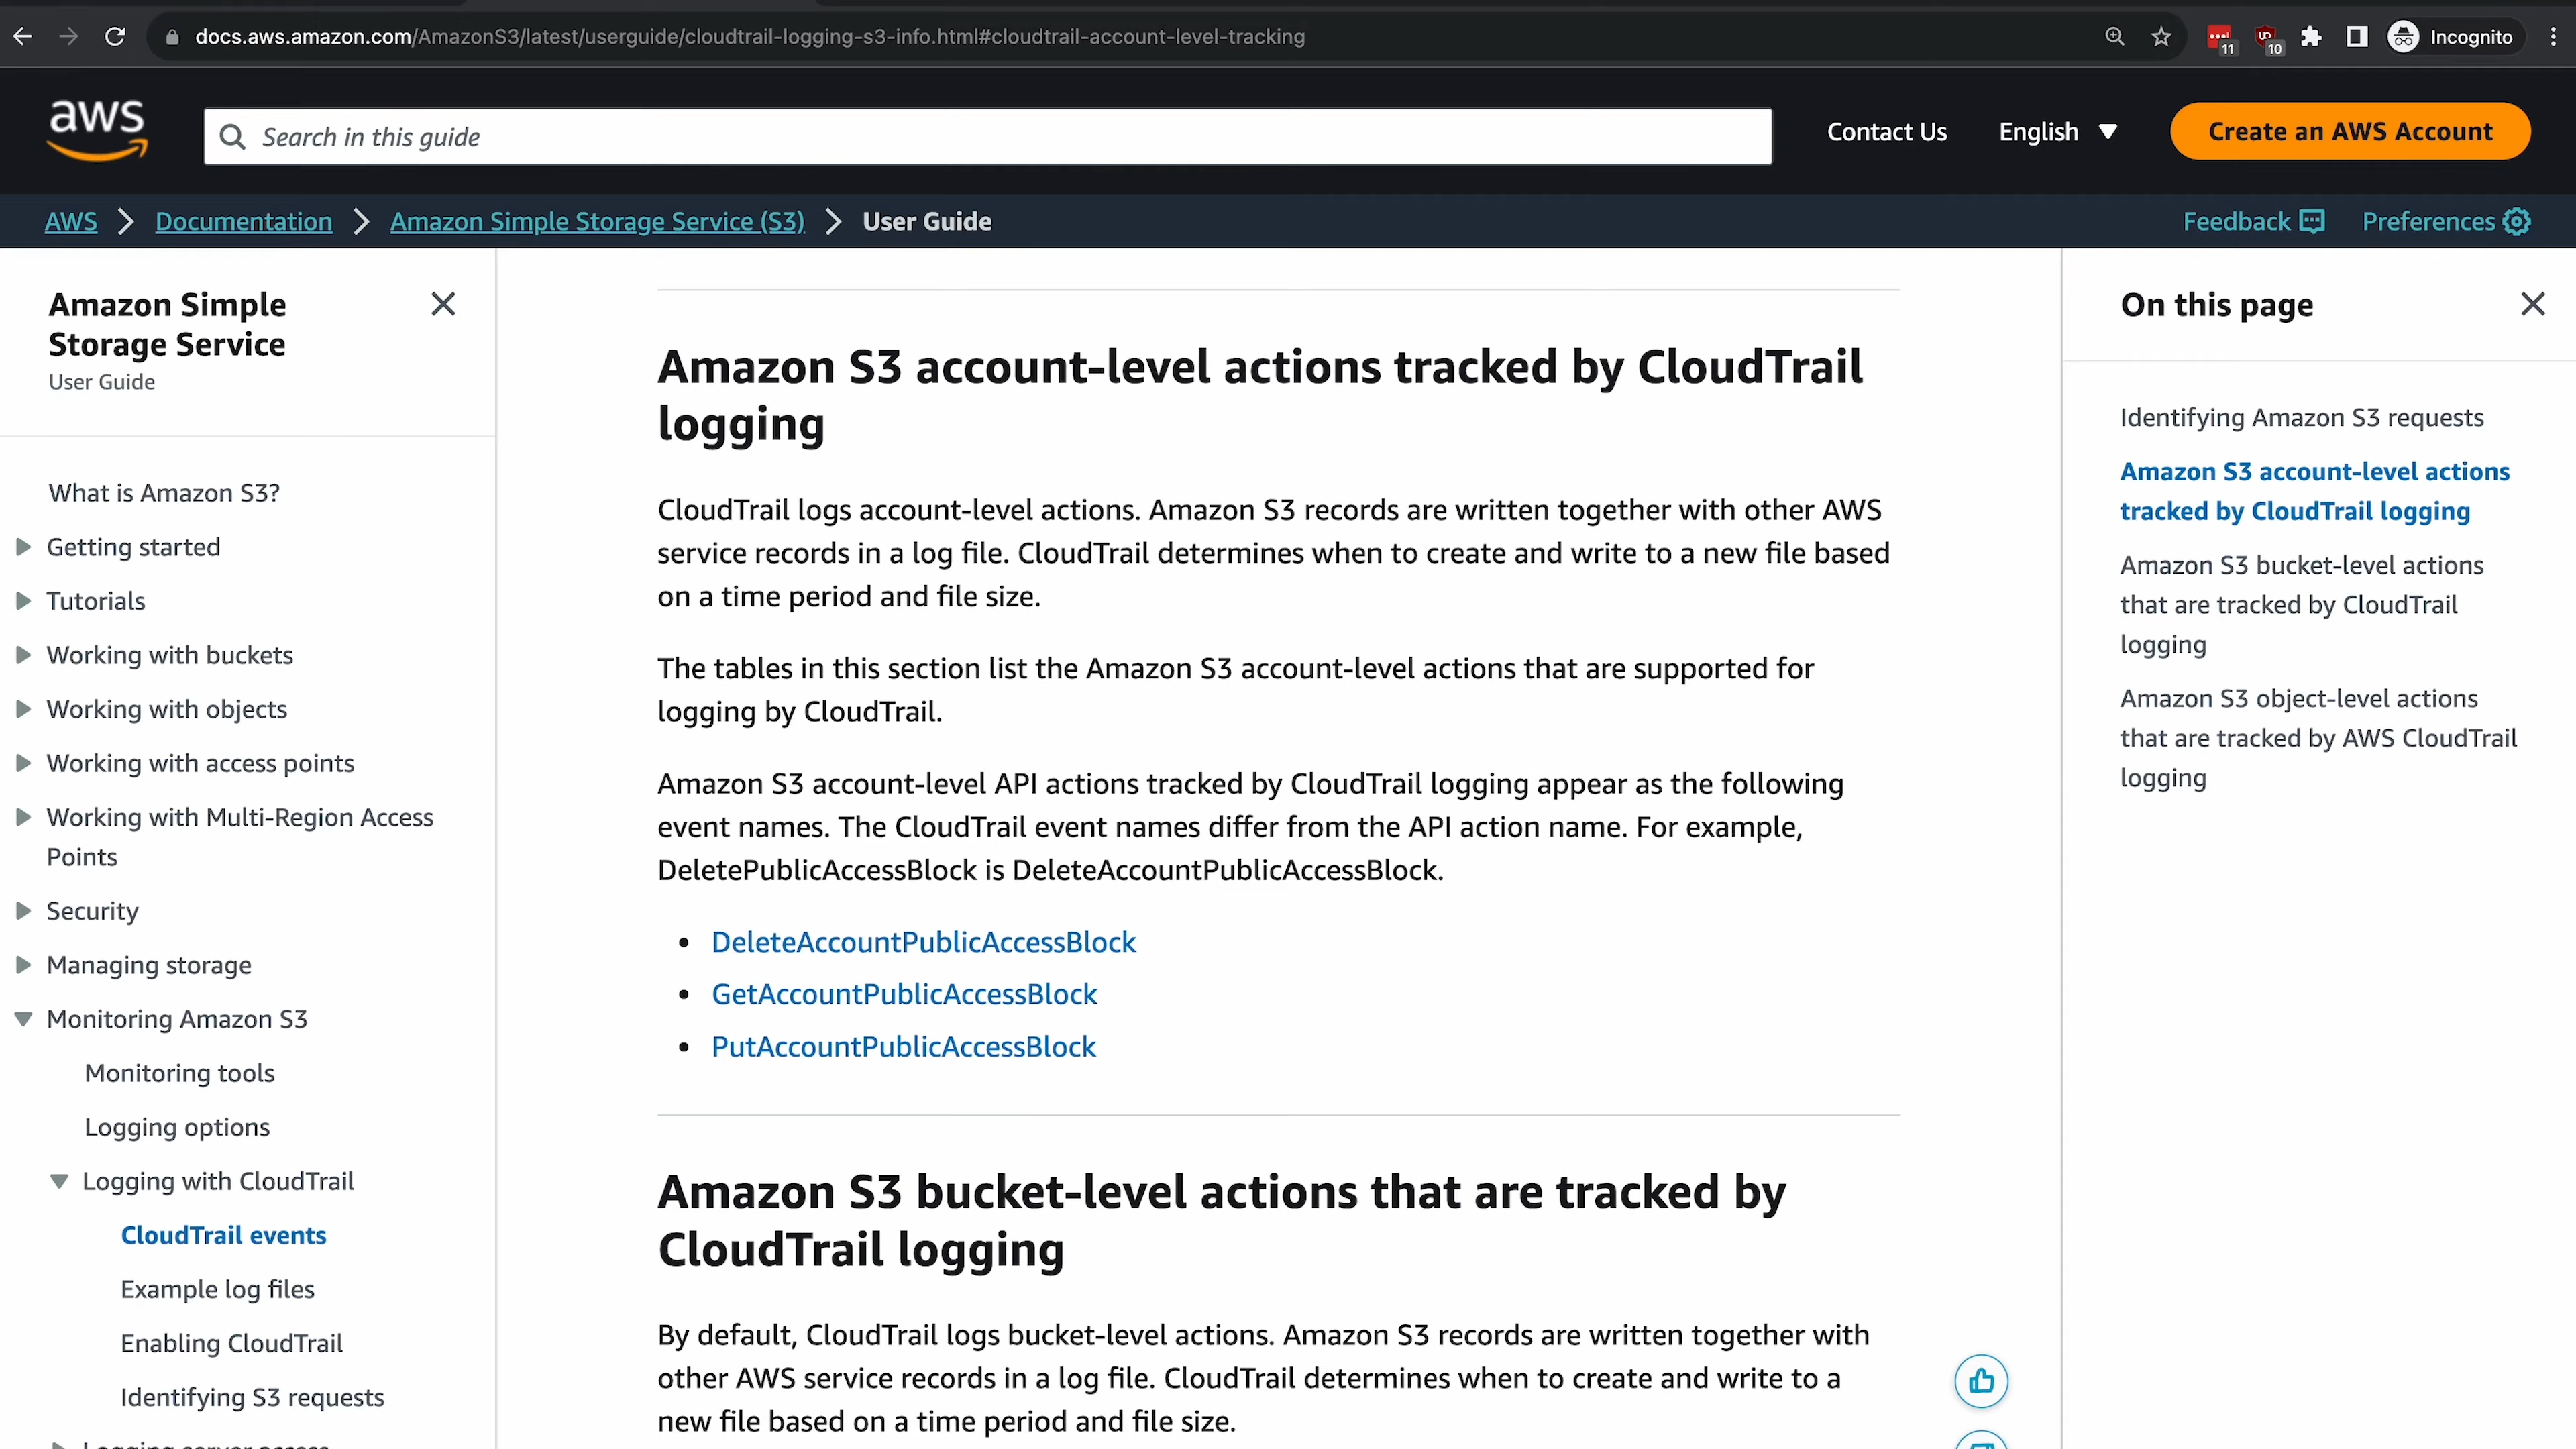 docs.aws.amazon.com/AmazonS3/latest/userguide/cloudtrail-logging-s3-info.html#cloudtrail-account-level-tracking
11
10
Incognito
aws
Search in this guide
Contact Us
English
Create an AWS Account
AWS
Documentation
Amazon Simple Storage Service (S3)
User Guide
Feedback
Preferences
Amazon Simple
Storage Service
User Guide
What is Amazon S3?
Getting started
Tutorials
Working with buckets
Working with objects
Working with access points
Working with Multi-Region Access
Points
Security
Managing storage
Monitoring Amazon S3
Monitoring tools
Logging options
Logging with CloudTrail
CloudTrail events
Example log files
Enabling CloudTrail
Identifying S3 requests
Logging server access
Amazon S3 account-level actions tracked by CloudTrail
logging
CloudTrail logs account-level actions. Amazon S3 records are written together with other AWS
service records in a log file. CloudTrail determines when to create and write to a new file based
on a time period and file size.
The tables in this section list the Amazon S3 account-level actions that are supported for
logging by CloudTrail.
Amazon S3 account-level API actions tracked by CloudTrail logging appear as the following
event names. The CloudTrail event names differ from the API action name. For example,
DeletePublicAccessBlock is DeleteAccountPublicAccessBlock.
• DeleteAccountPublicAccessBlock
• GetAccountPublicAccessBlock
• PutAccountPublicAccessBlock
Amazon S3 bucket-level actions that are tracked by
CloudTrail logging
By default, CloudTrail logs bucket-level actions. Amazon S3 records are written together with
other AWS service records in a log file. CloudTrail determines when to create and write to a
new file based on a time period and file size.
On this page
Identifying Amazon S3 requests
Amazon S3 account-level actions
tracked by CloudTrail logging
Amazon S3 bucket-level actions
that are tracked by CloudTrail
logging
Amazon S3 object-level actions
that are tracked by AWS CloudTrail
logging